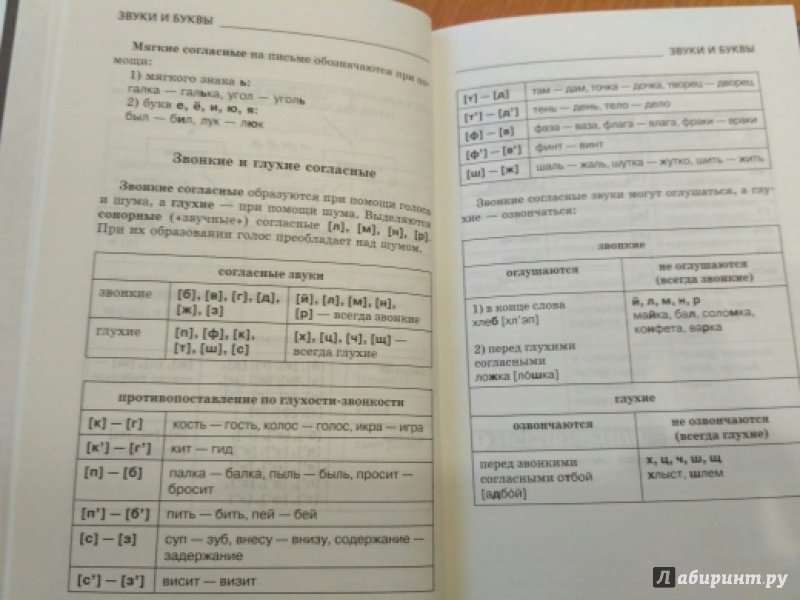 ЗВУКИ И БУКВЫ
Мягкие согласные на письме обозначаются при по-
мощи:
1) мягкого знака ь:
галка — галька, угол — уголь
2) букв е, ё, и, ю, я:
был — бил, лук — люк
Звонкие и глухие согласные
Звонкие согласные образуются при помощи голоса
и шума, а глухие — при помощи шума. Выделяются
сонорные («звучные») согласные [л], [м], [н], [р].
При их образовании голос преобладает над шумом.
согласные звуки
звонкие [б], [в], [г], [д], [й], [л], [м], [н],
[ж], [з] [р] — всегда звонкие
глухие [п], [ф], [к], [х], [ц], [ч], [щ] —
[т], [ш], [с] всегда глухие
противопоставление по глухости-звонкости
[к] — [г] кость — гость, колос — голос, икра — игра
[к'] — [г'] кит — гид
[п] — [б] палка — балка, пыль — быль, просит —
бросит
[п'] — [б'] пить — бить, пей — бей
[с] — [з] суп — зуб, внесу — внизу, содержание —
задержание
[с'] — [з'] висит — визит
ЗВУКИ И БУКВЫ
[т] — [д] там — дам, точка — дочка, творец — дворец
[т'] — [д'] тень — день, тело — дело
[ф] — [в] фаза — ваза, флага — влага, фраки — враки
[ф'] — [в'] финт — винт
[ш] — [ж] шаль — жаль, шутка — жутко, шить — жить
Звонкие согласные звуки могут оглушаться, а глу-
хие — озвончаться:
звонкие
оглушаются не оглушаются
(всегда звонкие)
1) в конце слова й, л, м, н, р
хлеб [хл'эп] майка, бал, соломка,
конфета, варка
2) перед глухими
согласными
ложка [лóшка]
глухие
озвончаются не озвончаются
(всегда глухие)
перед звонкими х, ц, ч, ш, щ
согласными отбой хлыст, шлем
[адбóй]
Лабиринт.ру